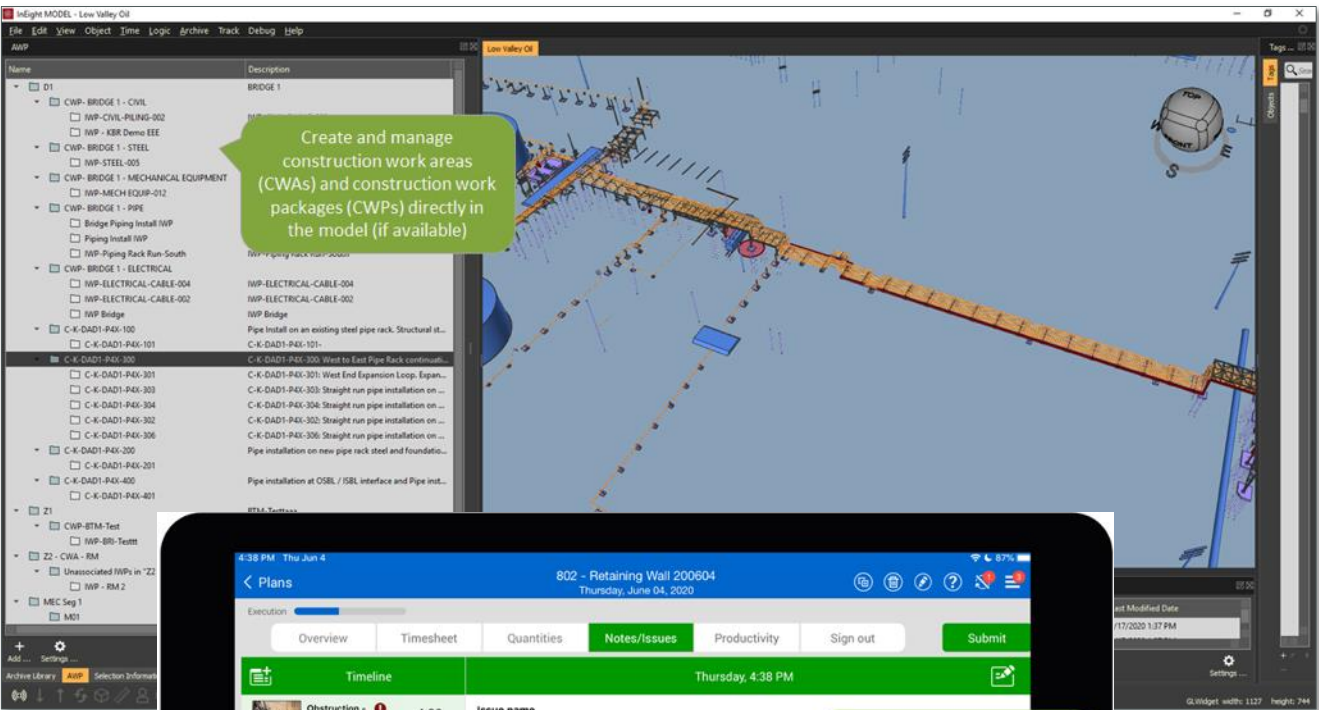 InEight MODEL - Low Valley Oil
File Edit View Object Time Logic Archive Track Debug Help
AWP
Low Valley Oil
Tags ...
Name Description
D1 BRIDGE 1
CWP- BRIDGE 1 - CIVIL
IWP-CIVIL-PILING-002
IWP - KBR Demo EEE
CWP- BRIDGE 1 - STEEL
IWP-STEEL-005
CWP- BRIDGE 1 - MECHANICAL EQUIPMENT
IWP-MECH EQUIP-012
CWP- BRIDGE 1 - PIPE
Bridge Piping Install IWP
Piping Install IWP
IWP-Piping Rack Run-South IWP-Piping Rack Run-South
CWP- BRIDGE 1 - ELECTRICAL
IWP-ELECTRICAL-CABLE-004 IWP-ELECTRICAL-CABLE-004
IWP-ELECTRICAL-CABLE-002 IWP-ELECTRICAL-CABLE-002
IWP Bridge IWP Bridge
C-K-DAD1-P4X-100 Pipe Install on an existing steel pipe rack. Structural st...
C-K-DAD1-P4X-101 C-K-DAD1-P4X-101-
C-K-DAD1-P4X-300 C-K-DAD1-P4X-300: West to East Pipe Rack continuati...
C-K-DAD1-P4X-301 C-K-DAD1-P4X-301: West End Expansion Loop. Expan...
C-K-DAD1-P4X-303 C-K-DAD1-P4X-303: Straight run pipe installation on ...
C-K-DAD1-P4X-304 C-K-DAD1-P4X-304: Straight run pipe installation on ...
C-K-DAD1-P4X-302 C-K-DAD1-P4X-302: Straight run pipe installation on ...
C-K-DAD1-P4X-306 C-K-DAD1-P4X-306: Straight run pipe installation on ...
C-K-DAD1-P4X-200 Pipe installation on new pipe rack steel and foundatio...
C-K-DAD1-P4X-201
C-K-DAD1-P4X-400 Pipe installation at OSBL / ISBL interface and Pipe inst...
C-K-DAD1-P4X-401
Z1
CWP-BTM-Test
IWP-BRI-Testtt
Z2 - CWA - RM
Unassociated IWPs in "Z2
IWP - RM 2
MEC Seg 1
M01
Add ... Settings ...
Archive Library AWP Selection Informat
Create and manage
construction work areas
(CWAs) and construction work
packages (CWPs) directly in
the model (if available)
TOP
FRONT
W
S
E
Tags
Objects
4:38 PM Thu Jun 4
87%
Plans
802 - Retaining Wall 200604
Thursday, June 04, 2020
1
3
Execution
Overview Timesheet Quantities Notes/Issues Productivity Sign out Submit
Timeline
Thursday, 4:38 PM
Obstruction -
Issue name
ast Modified Date
/17/2020 1:37 PM
Settings ...
GLWidget width: 1127 height: 744